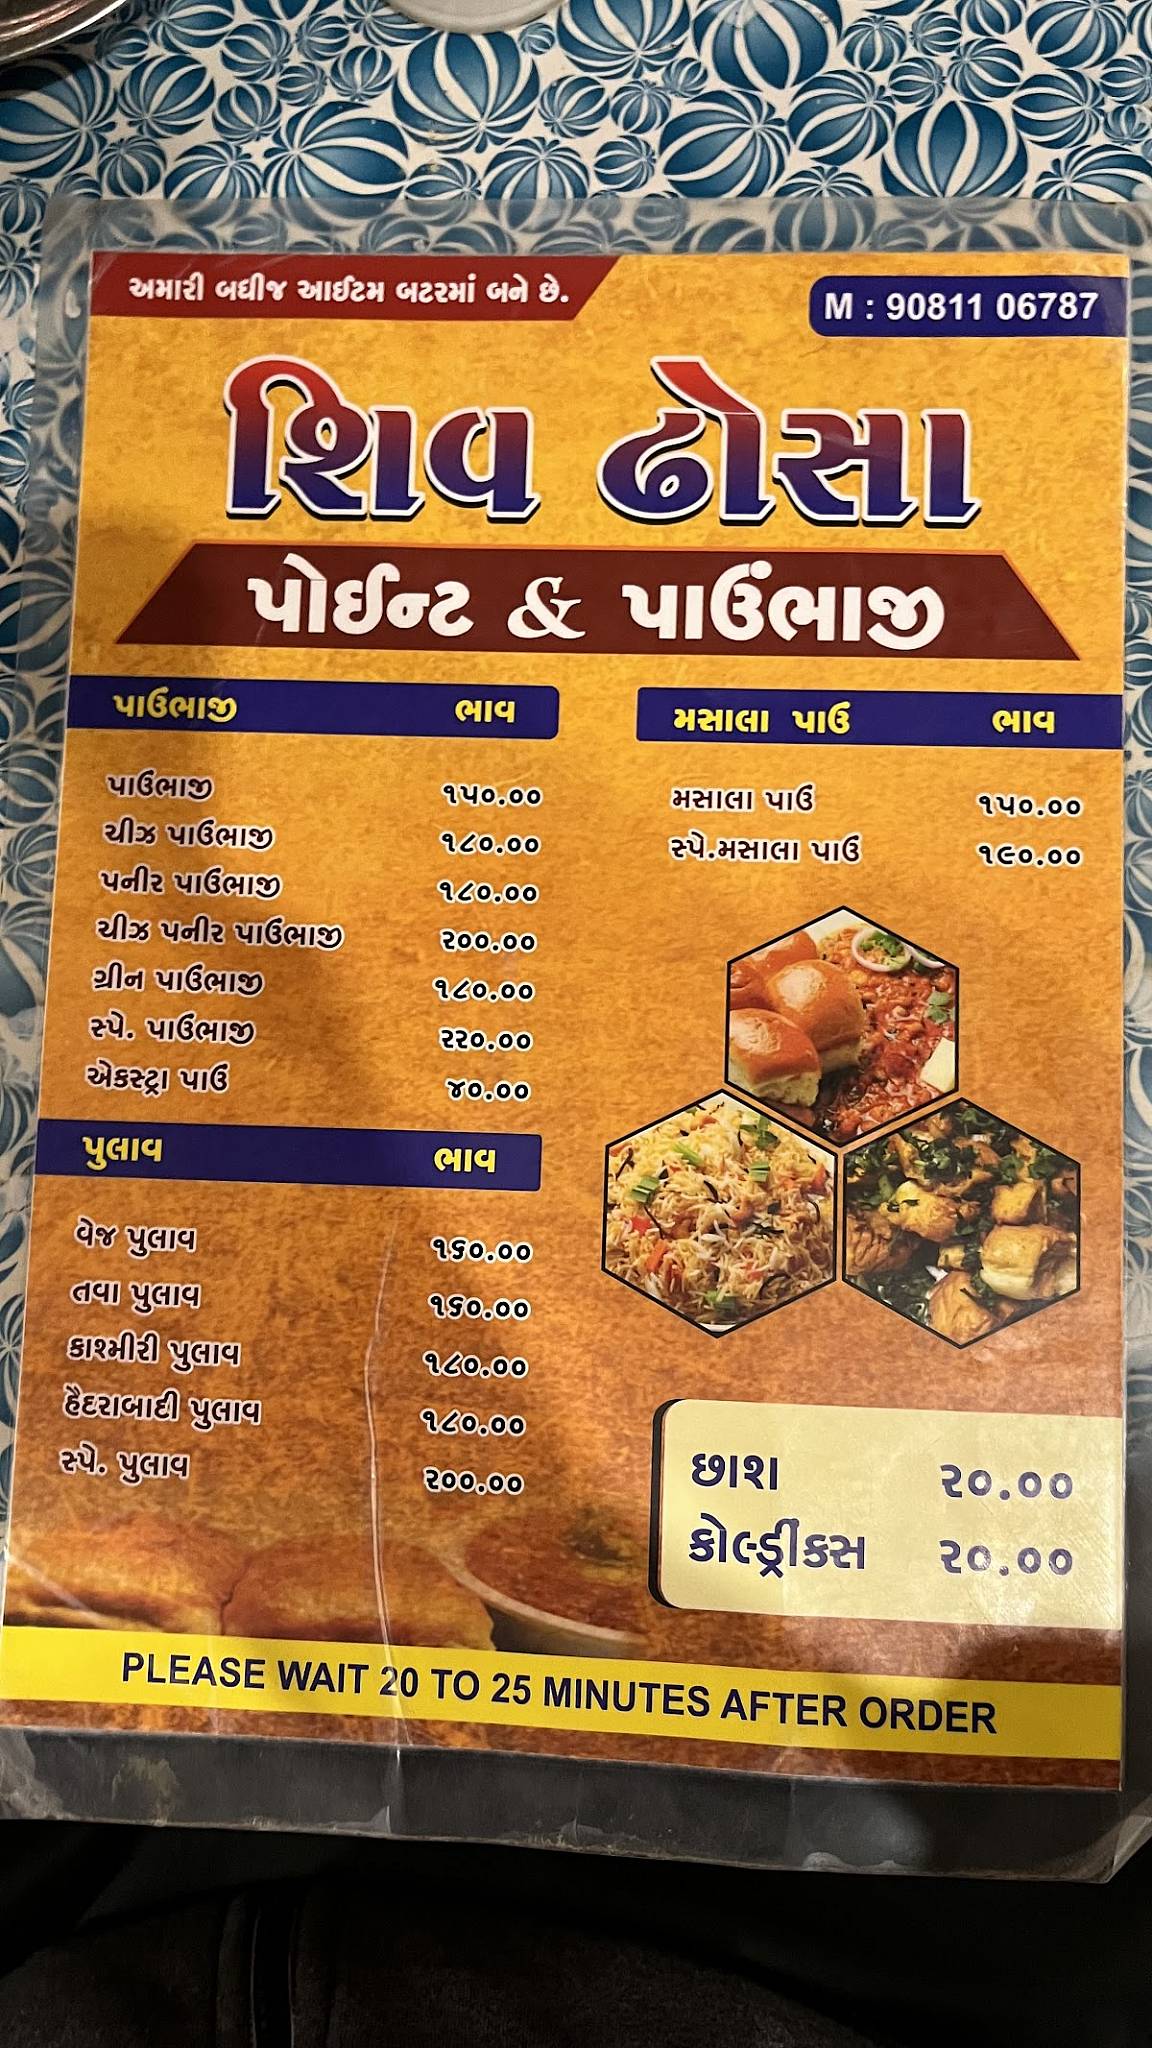 અમારી બધીજ આઈટમ બટરમાં બને છે.
M : 90811 06787
શિવ ઢોસા
પોઈન્ટ & પાઉંભાજી
પાઉભાજી ભાવ
પાઉભાજી ૧૫૦.૦૦
ચીઝ પાઉભાજી ૧૮૦.૦૦
પનીર પાઉભાજી ૧૮૦.૦૦
ચીઝ પનીર પાઉભાજી ૨૦૦.૦૦
ગ્રીન પાઉભાજી ૧૮૦.૦૦
સ્પે. પાઉભાજી ૨૨૦.૦૦
એકસ્ટ્રા પાઉ ૪૦.૦૦
પુલાવ ભાવ
વેજ પુલાવ ૧૬૦.૦૦
તવા પુલાવ ૧૬૦.૦૦
કાશ્મીરી પુલાવ ૧૮૦.૦૦
હૈદરાબાદી પુલાવ ૧૮૦.૦૦
સ્પે. પુલાવ ૨૦૦.૦૦
મસાલા પાઉ ભાવ
મસાલા પાઉ ૧૫૦.૦૦
સ્પે.મસાલા પાઉ ૧૯૦.૦૦
છાશ ૨૦.૦૦
કોલ્ડ્રીંકસ ૨૦.૦૦
PLEASE WAIT 20 TO 25 MINUTES AFTER ORDER